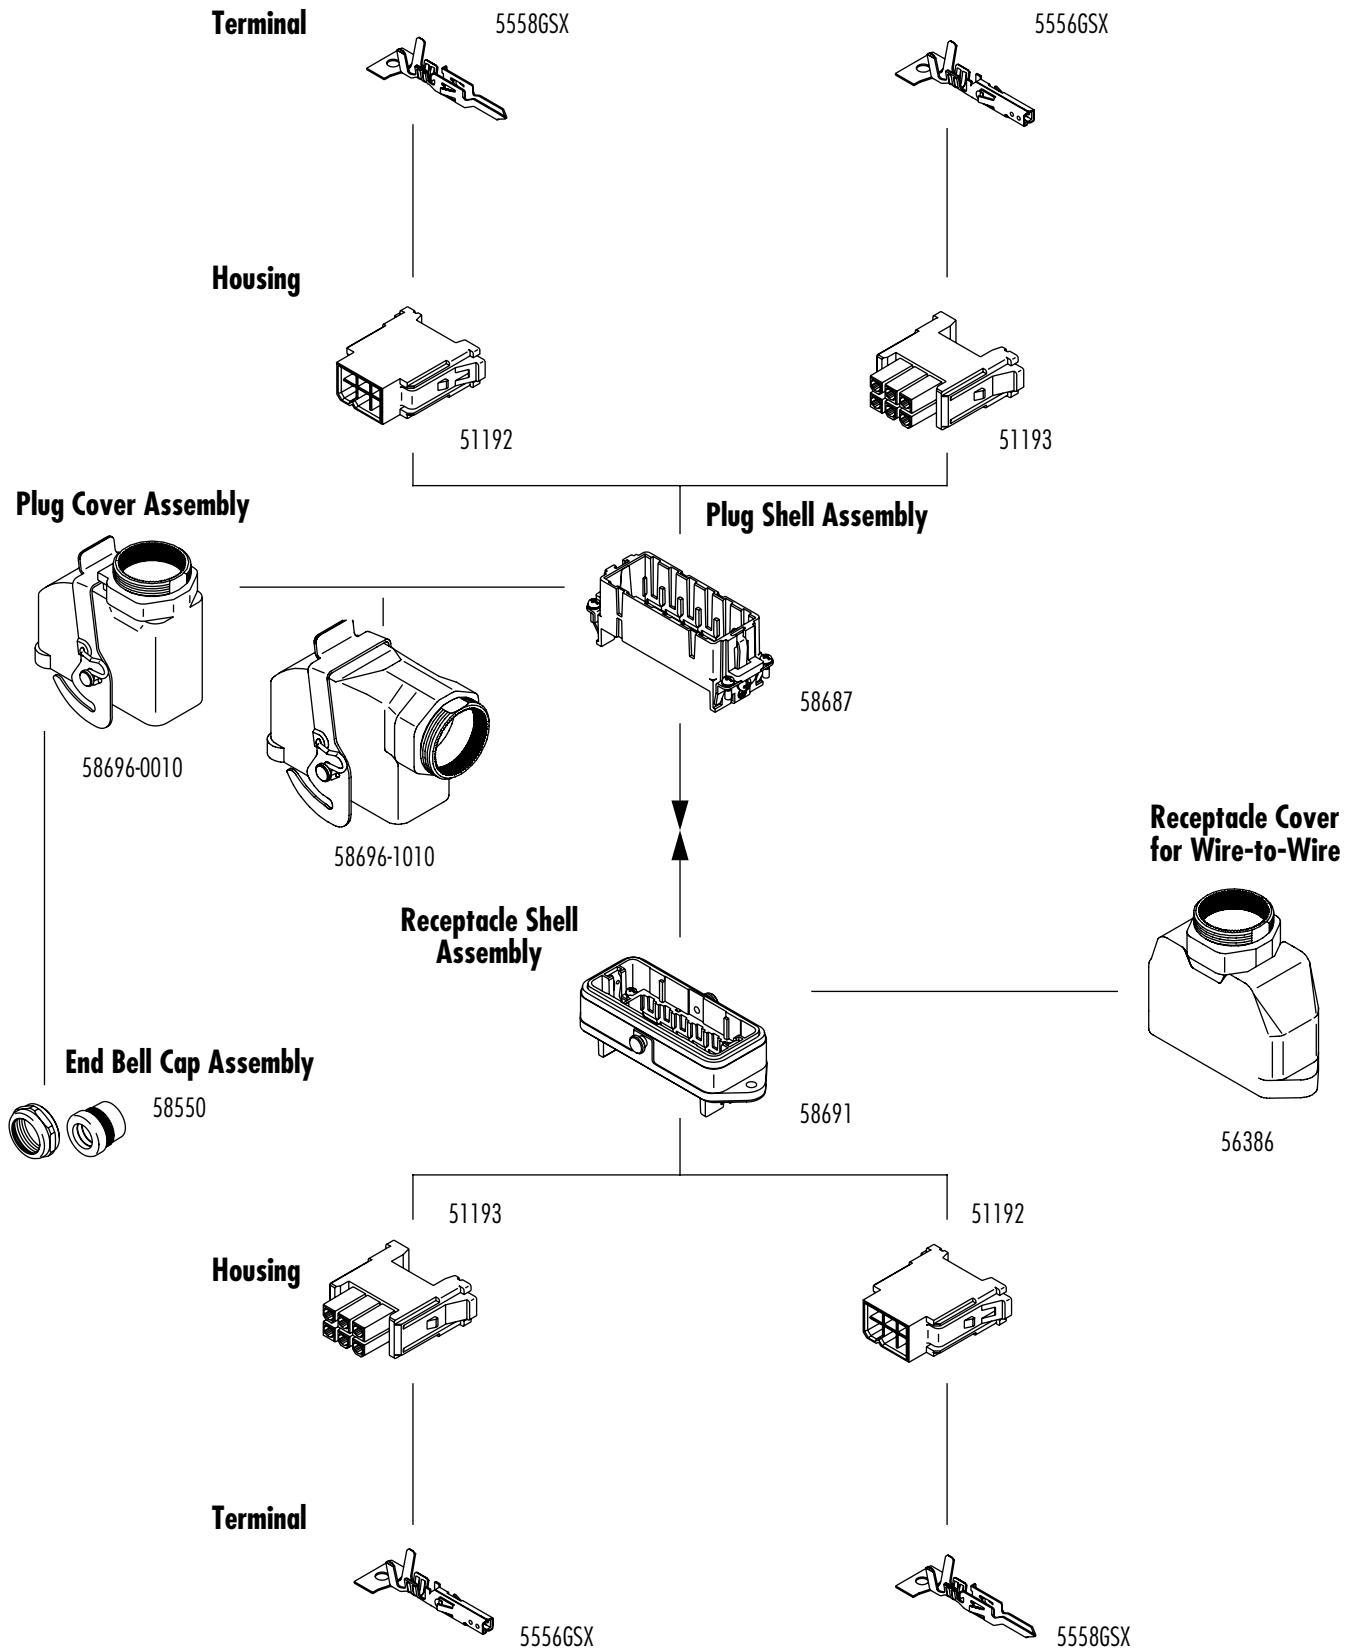 Terminal
5558GSX
5556GSX
Housing
51192
51193
Plug Cover Assembly
Plug Shell Assembly
58687
58696-0010
58696-1010
Receptacle Cover
for Wire-to-Wire
Receptacle Shell
Assembly
End Bell Cap Assembly
58550
58691
56386
51193
51192
Housing
Terminal
5556GSX
5558GSX